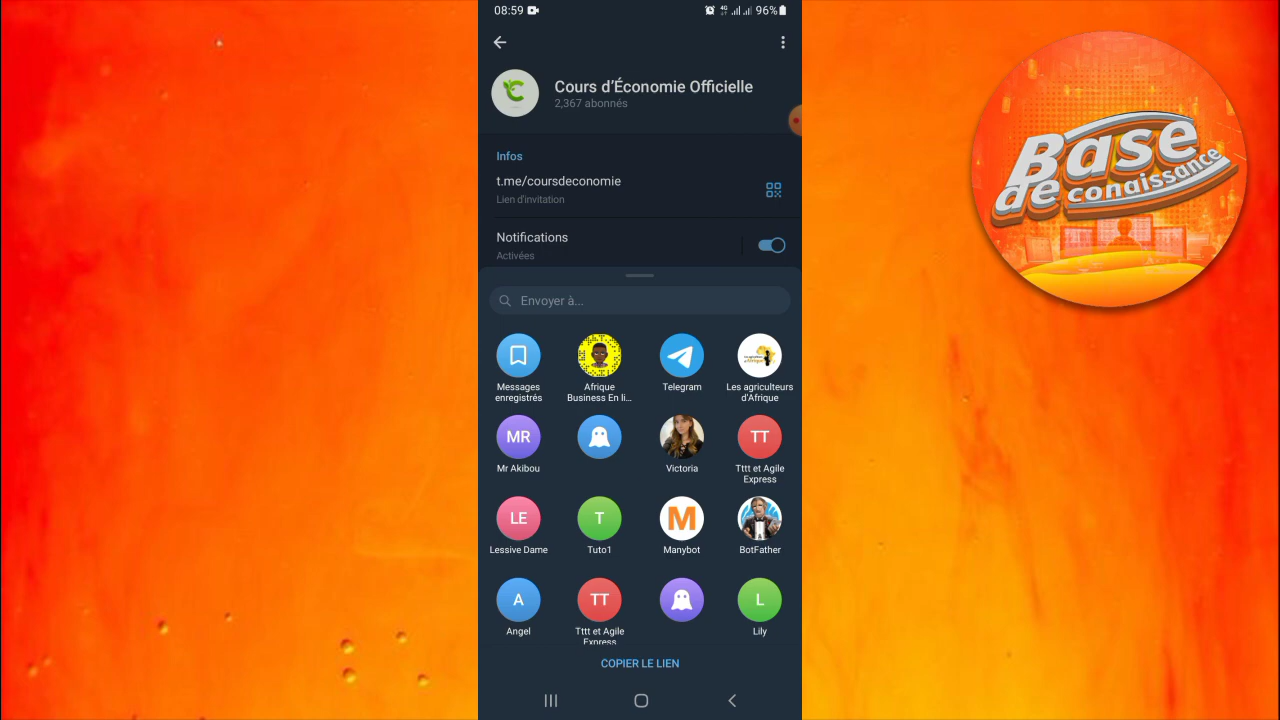 08:59
4G
96%
Cours d'Économie Officielle
2,367 abonnés
Infos
t.me/coursdeconomie
Lien d'invitation
Notifications
Activées
Envoyer à...
Messages
enregistrés
Afrique
Business En li...
Telegram
Les agriculteurs
d'Afrique
MR
Mr Akibou
Victoria
TT
Tttt et Agile
Express
LE
Lessive Dame
T
Tuto1
M
Manybot
BotFather
A
Angel
TT
Tttt et Agile
Express
L
Lily
COPIER LE LIEN
Base
de conaissance